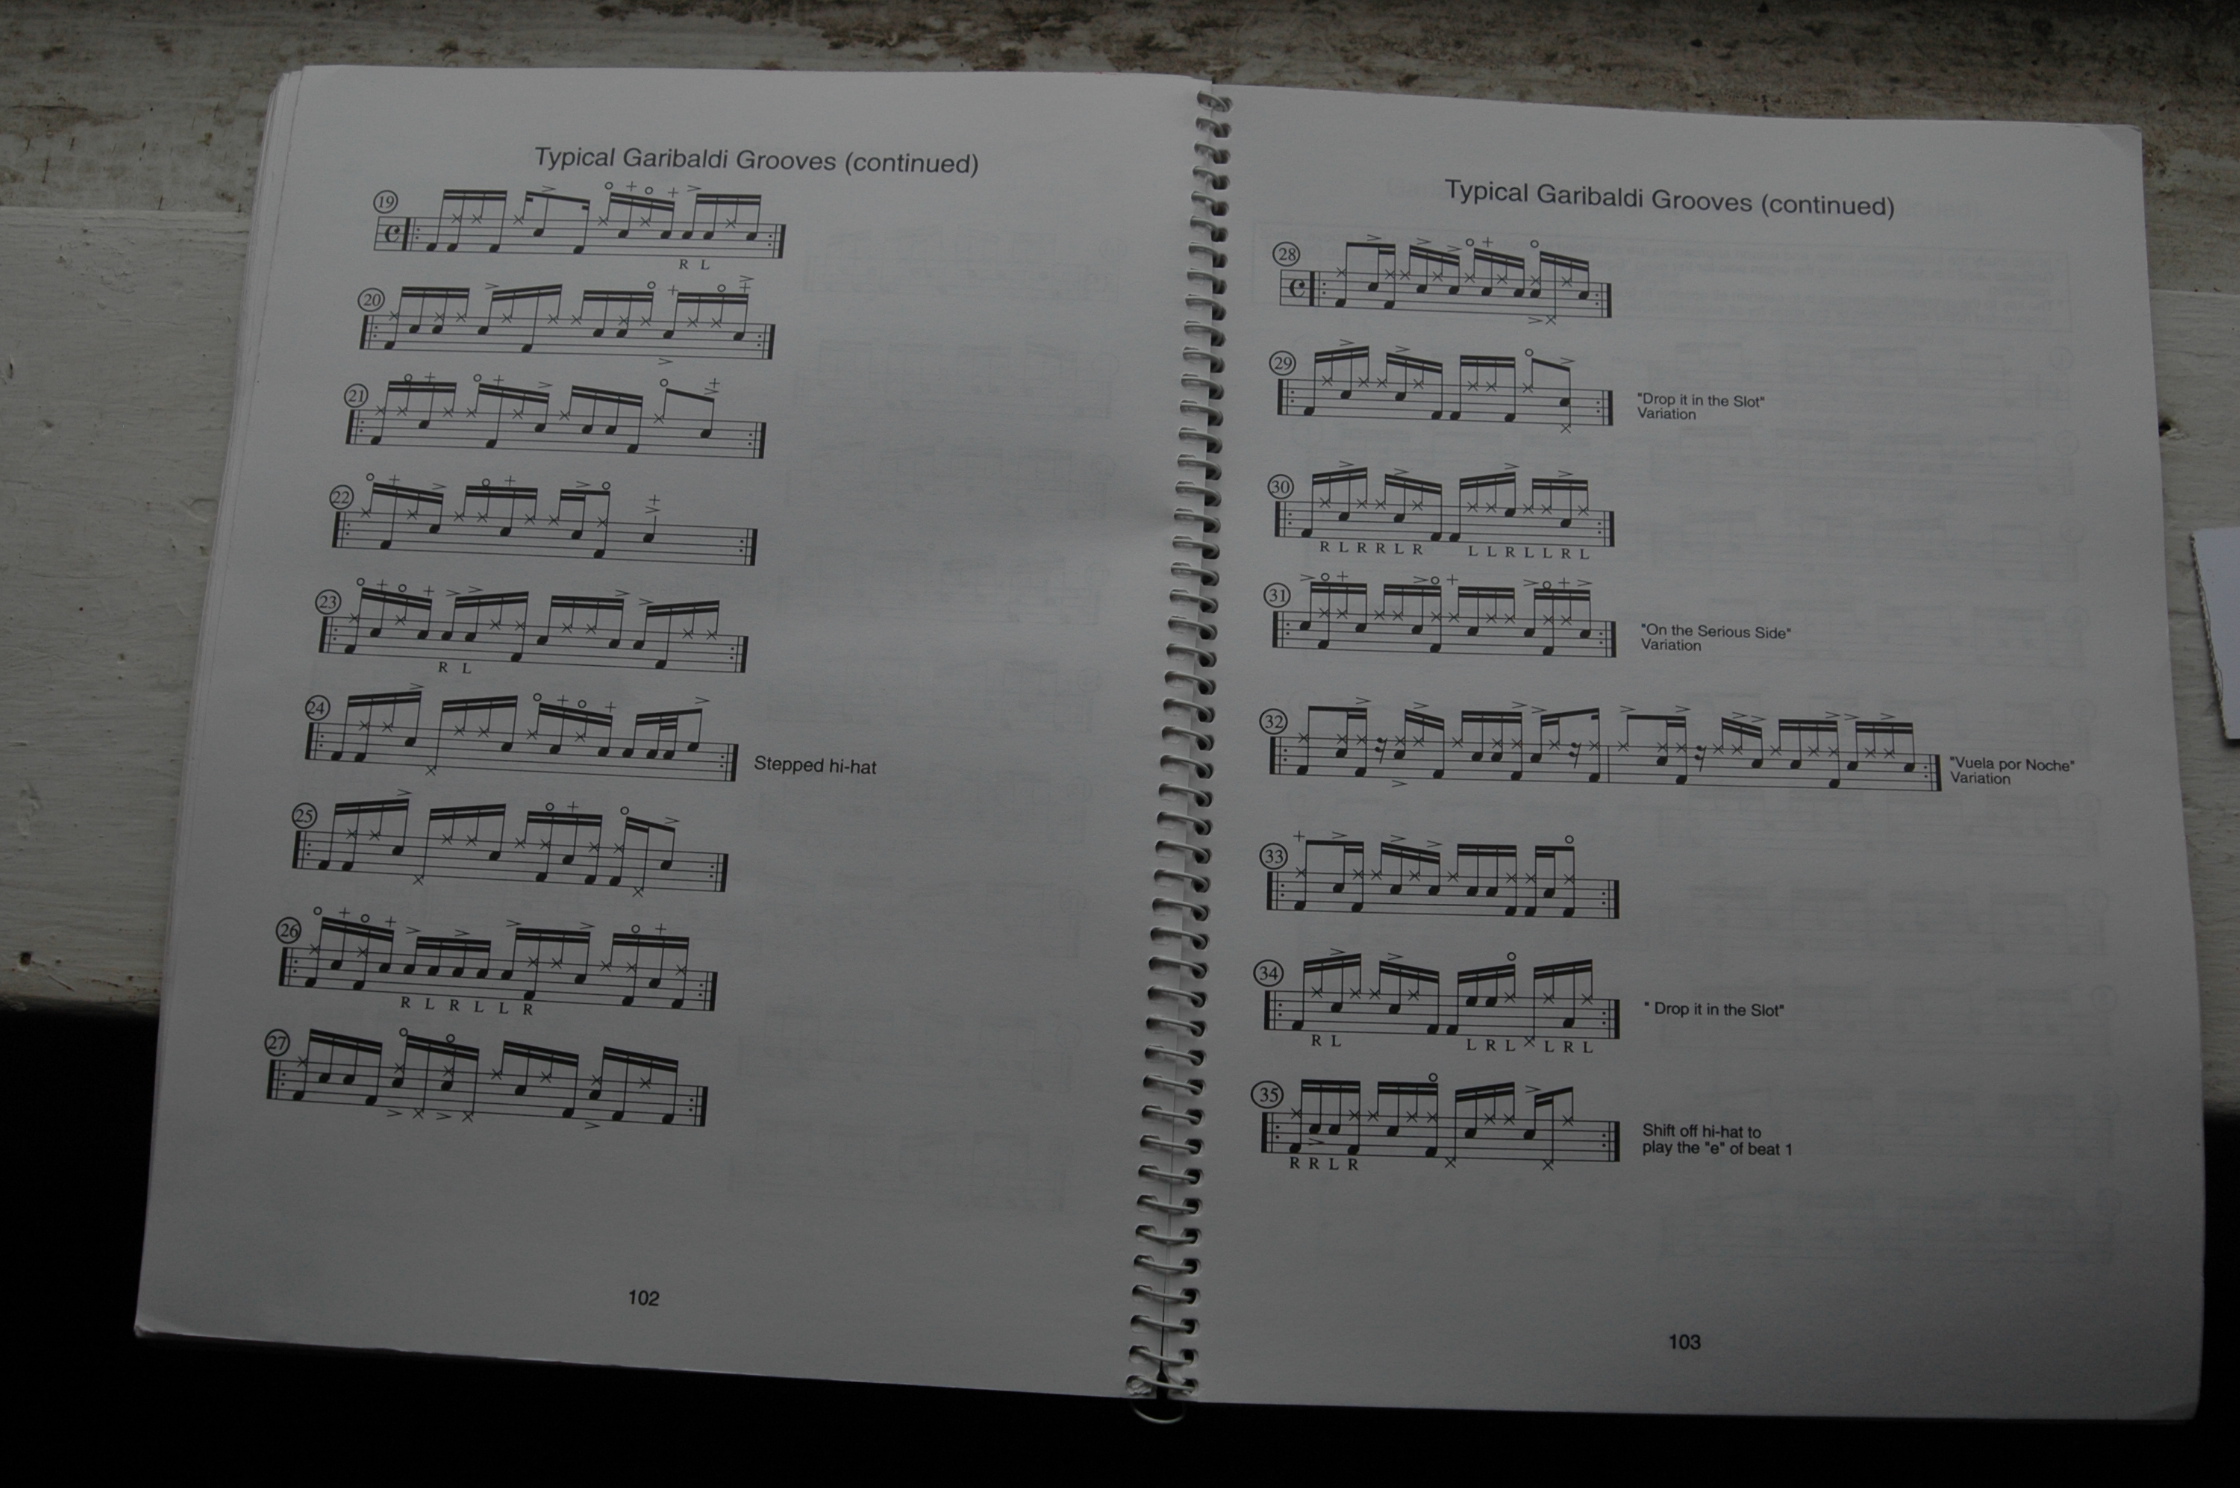 Typical Garibaldi Grooves (continued)
19
R L
20
21
22
23
R L
24
Stepped hi-hat
25
26
R L R L L R
27
102
Typical Garibaldi Grooves (continued)
28
29
"Drop it in the Slot"
Variation
30
R L R R L R L L R L L R L
31
"On the Serious Side"
Variation
32
"Vuela por Noche"
Variation
33
34
" Drop it in the Slot"
R L L R L L R L
35
Shift off hi-hat to
play the "e" of beat 1
R R L R
103